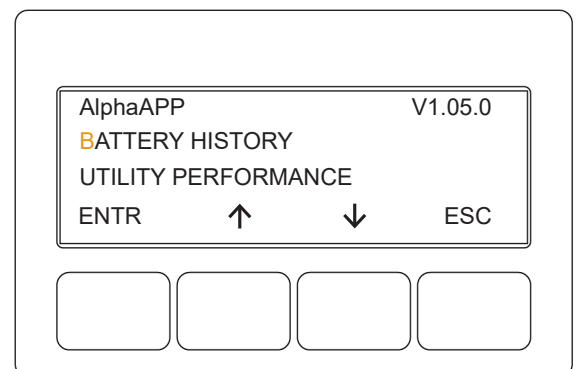 AlphaAPP V1.05.0
BATTERY HISTORY
UTILITY PERFORMANCE
ENTR ↑ ↓ ESC